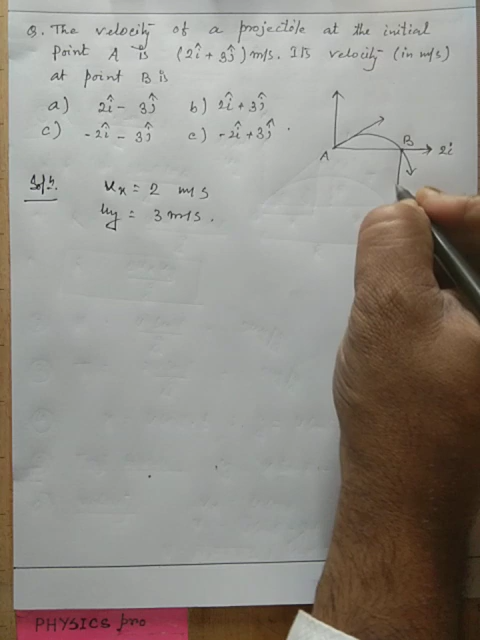 Q. The velocity of a projectile at the initial
point A is (2î + 3ĵ) m/s. Its velocity (in m/s)
at point B is
a) 2î - 3ĵ b) 2î + 3ĵ
c) -2î - 3ĵ c) -2î + 3ĵ.
A B 2î
Solⁿ. ux = 2 m/s
uy = 3 m/s.
PHYSICS pro